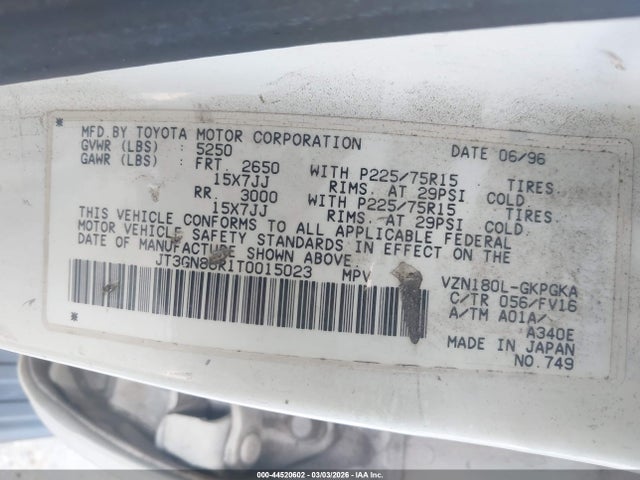 MFD.BY TOYOTA MOTOR CORPORATION DATE 06/96
GVWR (LBS) 5250
GAWR (LBS) FRT 2650 WITH P225/75R15 TIRES
15X7JJ RIMS. AT 29PSI COLD
RR 3000 WITH P225/75R15 TIRES
15X7JJ RIMS. AT 29PSI COLD
THIS VEHICLE CONFORMS TO ALL APPLICABLE FEDERAL
MOTOR VEHICLE SAFETY STANDARDS IN EFFECT ON THE
DATE OF MANUFACTURE SHOWN ABOVE.
JT3GN86R1T0015023 MPV
VZN180L-GKPGKA
C/TR 056/FV16
A/TM A01A/
A340E
MADE IN JAPAN
NO.749
000-44520602 - 03/03/2026 - IAA Inc.